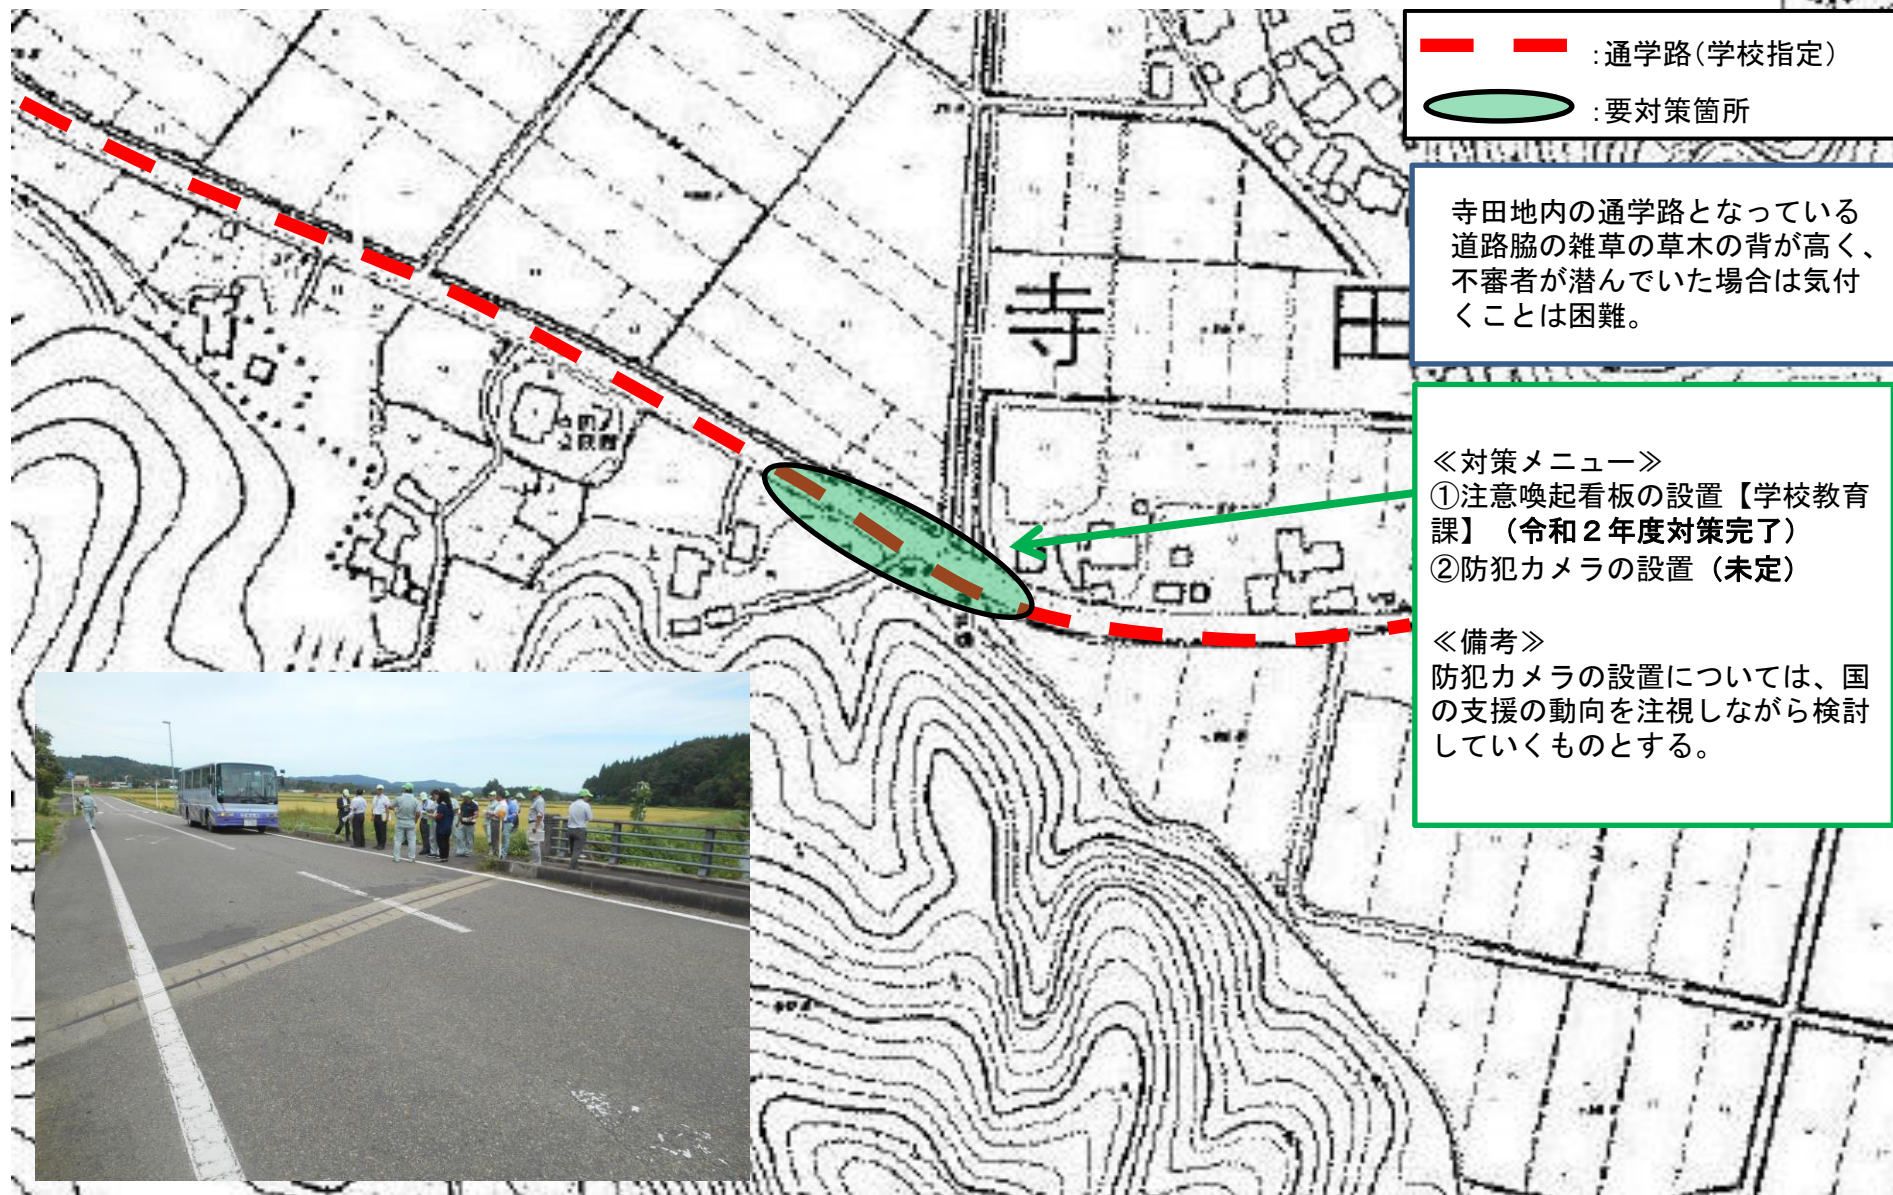 :通学路(学校指定)
:要対策箇所
寺田地内の通学路となっている
道路脇の雑草の草木の背が高く、
不審者が潜んでいた場合は気付
くことは困難。
寺田
≪対策メニュー≫
①注意喚起看板の設置【学校教育
課】（令和２年度対策完了）
②防犯カメラの設置（未定）
≪備考≫
防犯カメラの設置については、国
の支援の動向を注視しながら検討
していくものとする。